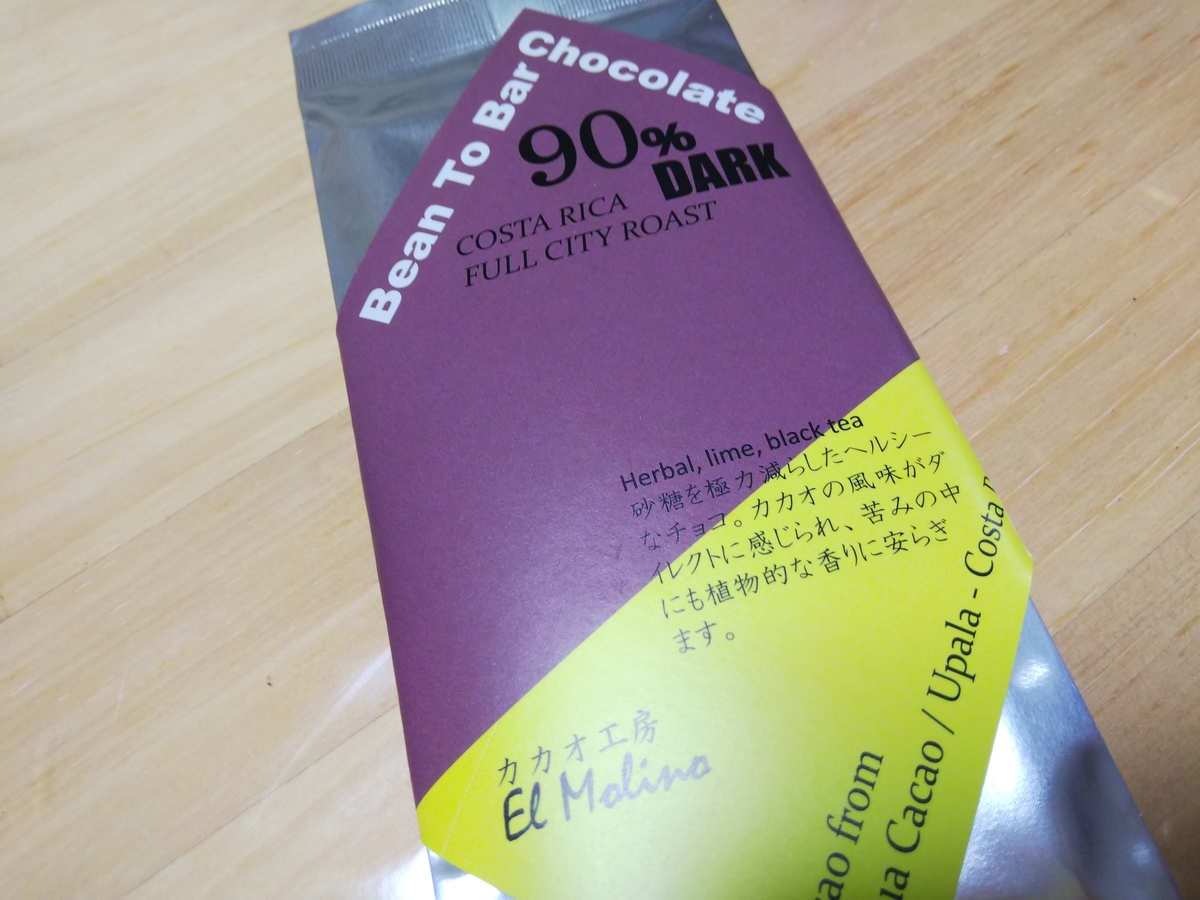 Bean To Bar
Chocolate
90%
DARK
COSTA RICA
FULL CITY ROAST
Herbal, lime, black tea
砂糖を極力減らしたヘルシー
なチョコ。カカオの風味がダ
イレクトに感じられ、苦みの中
にも植物的な香りに安らぎ
ます。
カカオ工房
El Molino
from
Cacao / Upala - Costa